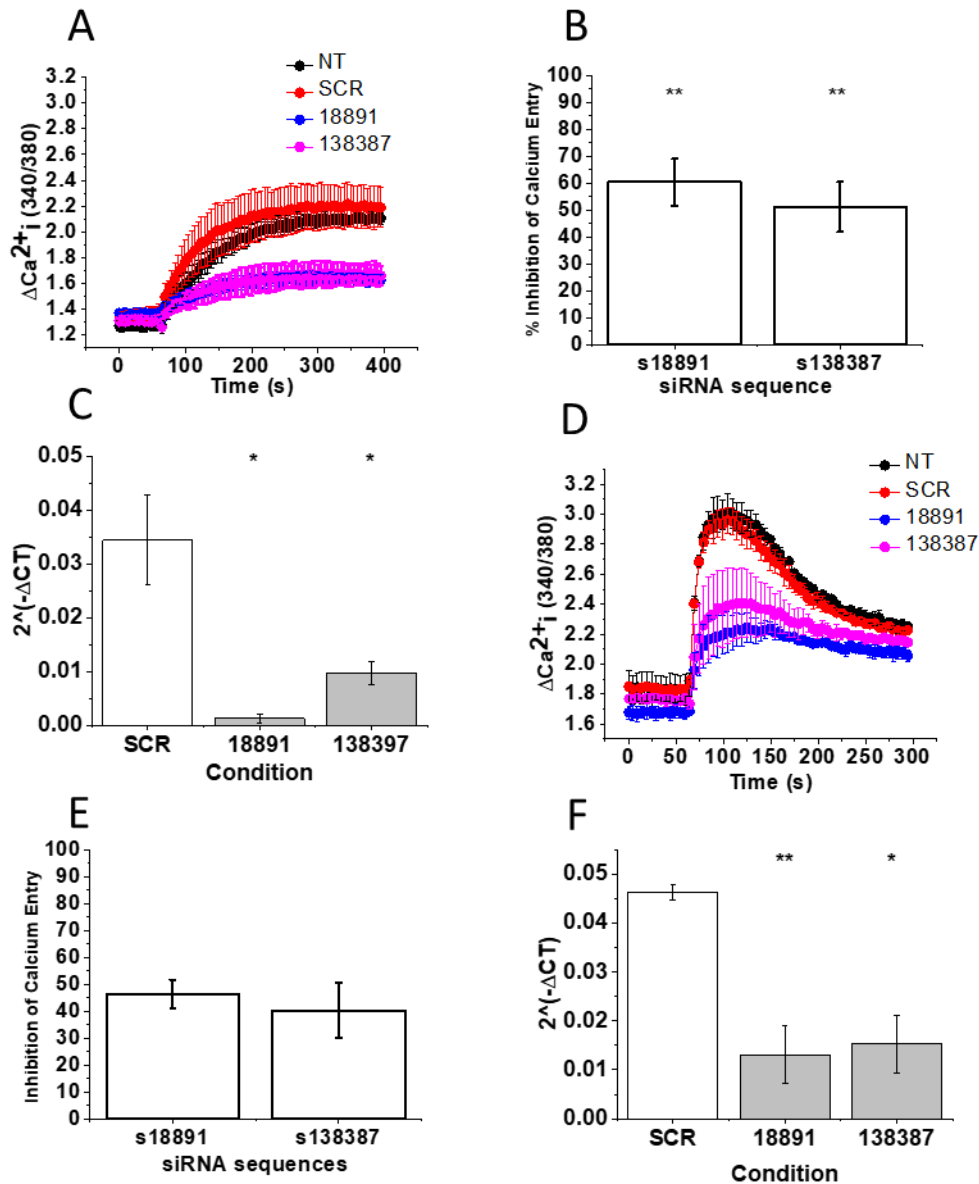 A
NT
SCR
18891
138387
3.2
3.0
2.8
2.6
2.4
2.2
2.0
1.8
1.6
1.4
1.2
ΔCa2+i (340/380)
0 100 200 300 400
Time (s)
B
** **
100
90
80
70
60
50
40
30
20
10
0
% Inhibition of Calcium Entry
s18891 s138387
siRNA sequence
C
* *
0.05
0.04
0.03
0.02
0.01
0.00
2^(-ΔCT)
SCR 18891 138397
Condition
D
NT
SCR
18891
138387
3.2
3.0
2.8
2.6
2.4
2.2
2.0
1.8
1.6
ΔCa2+i (340/380)
0 50 100 150 200 250 300
Time (s)
E
100
90
80
70
60
50
40
30
20
10
0
Inhibition of Calcium Entry
s18891 s138387
siRNA sequences
F
** *
0.05
0.04
0.03
0.02
0.01
0.00
2^(-ΔCT)
SCR 18891 138387
Condition